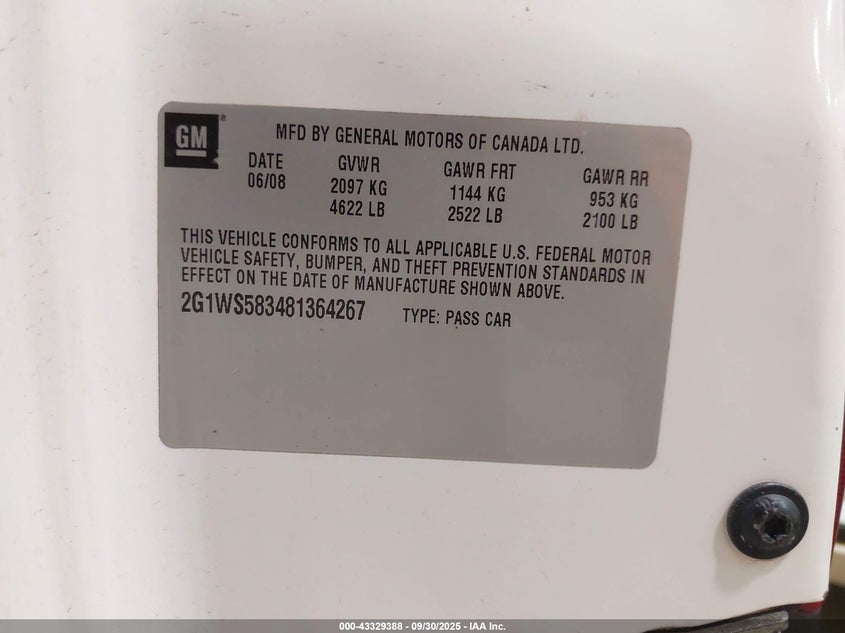 GM
MFD BY GENERAL MOTORS OF CANADA LTD.
DATE GVWR GAWR FRT GAWR RR
06/08 2097 KG 1144 KG 953 KG
4622 LB 2522 LB 2100 LB
THIS VEHICLE CONFORMS TO ALL APPLICABLE U.S. FEDERAL MOTOR
VEHICLE SAFETY, BUMPER, AND THEFT PREVENTION STANDARDS IN
EFFECT ON THE DATE OF MANUFACTURE SHOWN ABOVE.
2G1WS583481364267 TYPE: PASS CAR
000-43329388 - 09/30/2025 - IAA Inc.